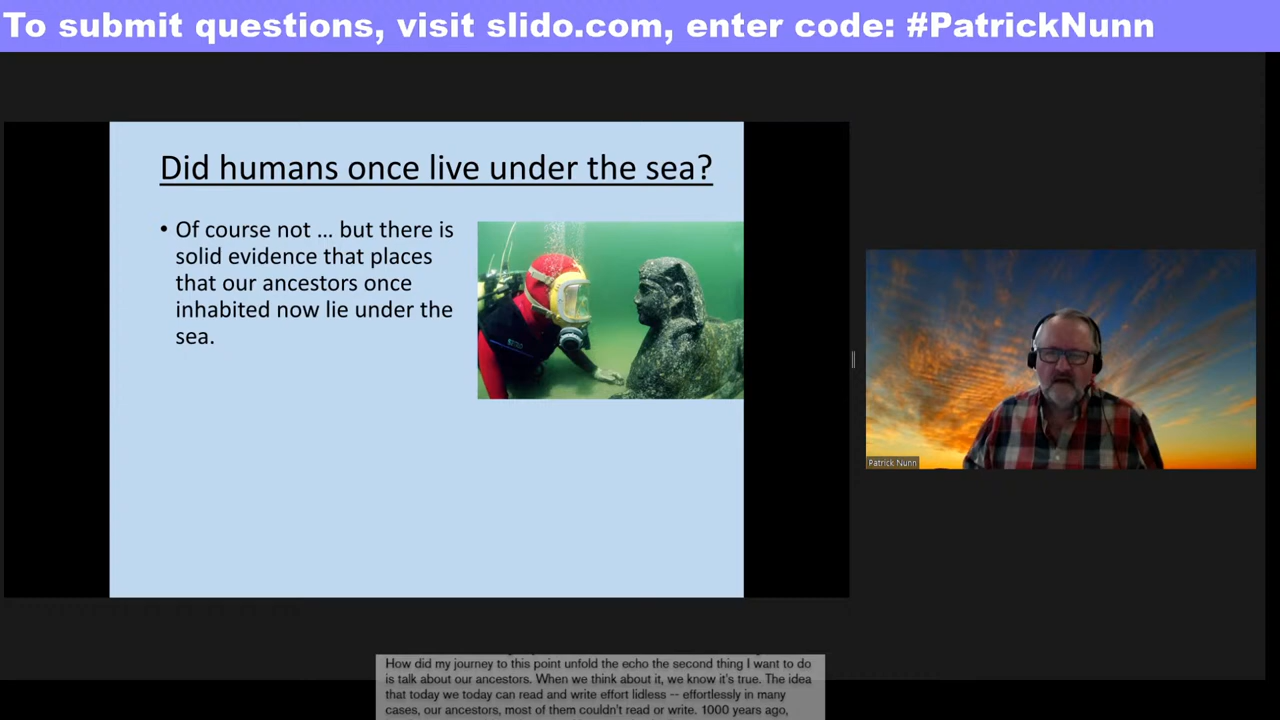 To submit questions, visit slido.com, enter code: #PatrickNunn
Did humans once live under the sea?
• Of course not ... but there is
solid evidence that places
that our ancestors once
inhabited now lie under the
sea.
Patrick Nunn
How did my journey to this point unfold the echo the second thing I want to do
is talk about our ancestors. When we think about it, we know it's true. The idea
that today we today can read and write effort lidless -- effortlessly in many
cases, our ancestors, most of them couldn't read or write. 1000 years ago,